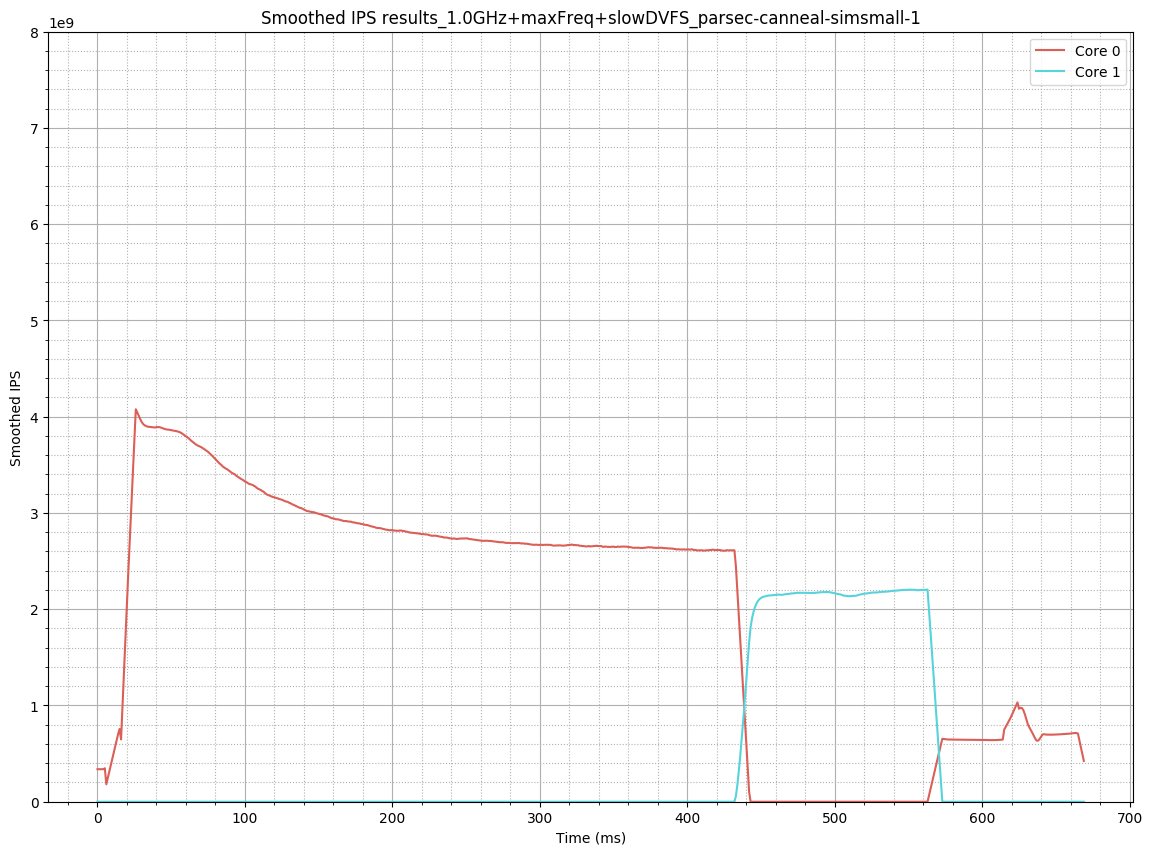 Smoothed IPS results_1.0GHz+maxFreq+slowDVFS_parsec-canneal-simsmall-1
1e9
8
7
6
5
4
3
2
1
0
Smoothed IPS
Core 0
Core 1
0 100 200 300 400 500 600 700
Time (ms)